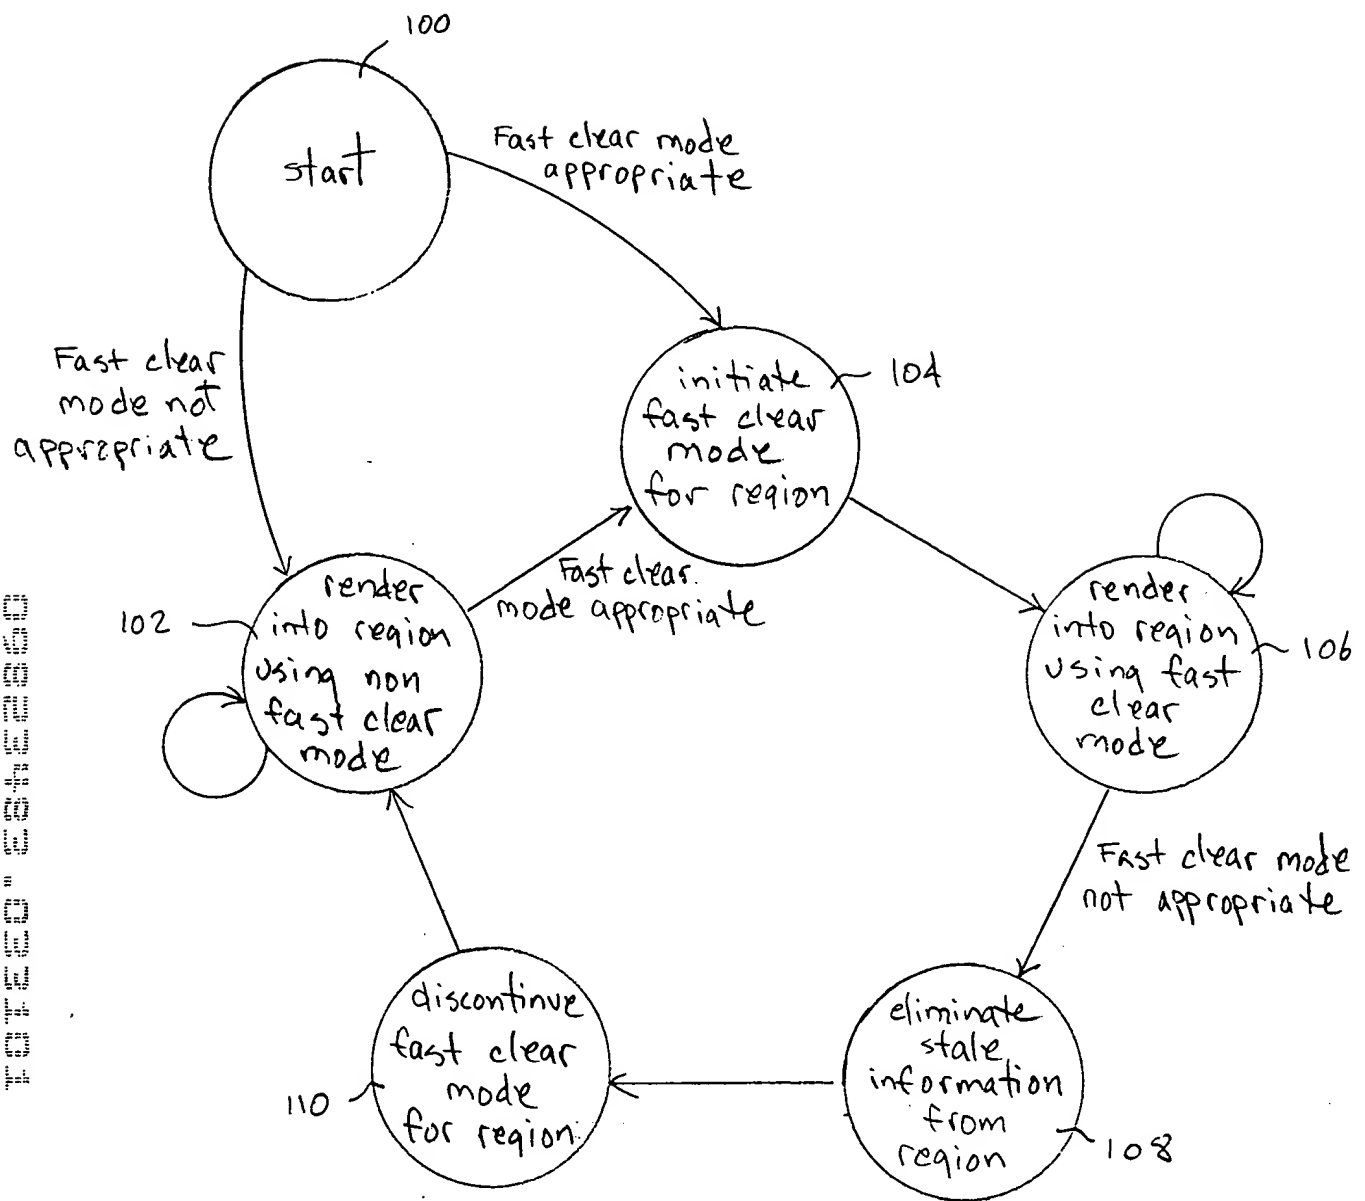 100
start
Fast clear mode
appropriate
Fast clear
mode not
appropriate
initiate
fast clear
mode
for region
104
Fast clear.
mode appropriate
render
into region
using non
fast clear
mode
102
render
into region
using fast
clear
mode
106
Fast clear mode
not appropriate
discontinue
fast clear
mode
for region
110
eliminate
stale
information
from
region
108